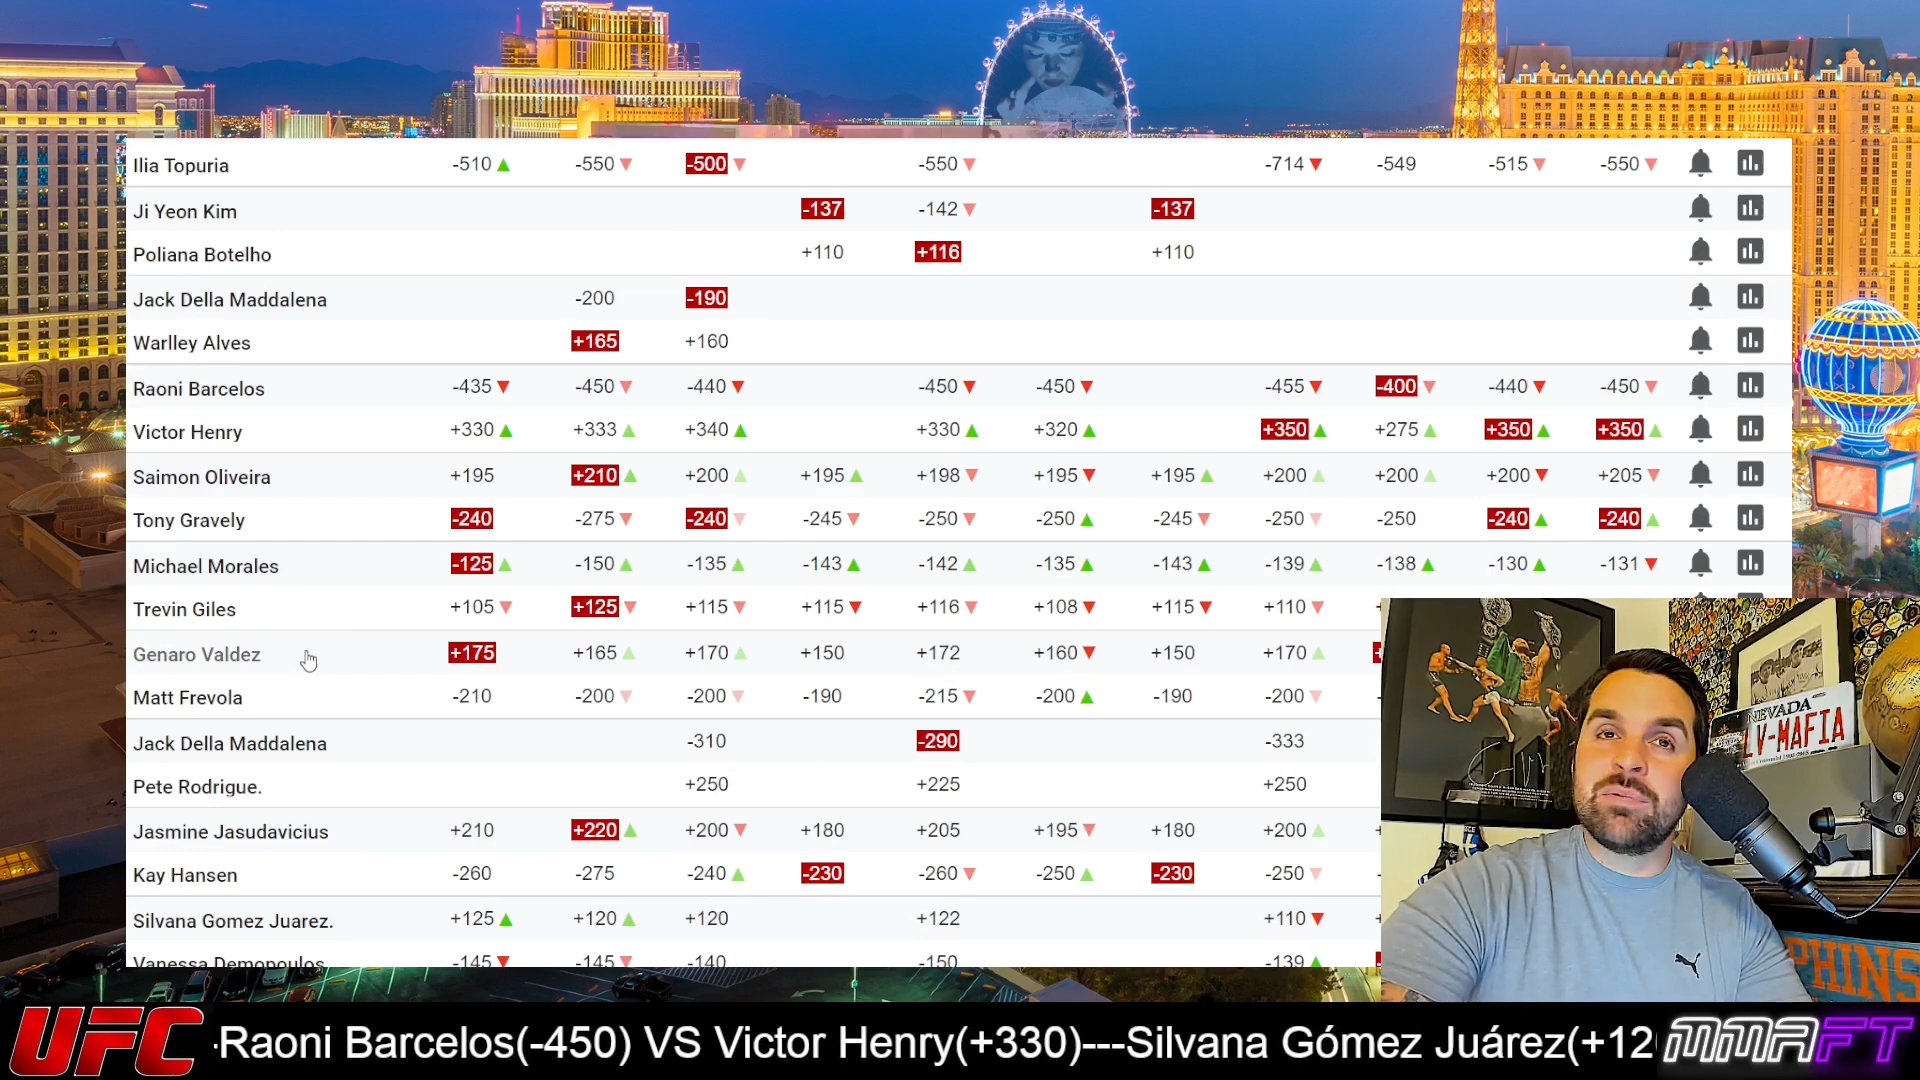 Ilia Topuria -510 -550 -500 -550 -714 -549 -515 -550
Ji Yeon Kim -137 -142 -137
Poliana Botelho +110 +116 +110
Jack Della Maddalena -200 -190
Warlley Alves +165 +160
Raoni Barcelos -435 -450 -440 -450 -450 -455 -400 -440 -450
Victor Henry +330 +333 +340 +330 +320 +350 +275 +350 +350
Saimon Oliveira +195 +210 +200 +195 +198 +195 +195 +200 +200 +200 +205
Tony Gravely -240 -275 -240 -245 -250 -250 -245 -250 -250 -240 -240
Michael Morales -125 -150 -135 -143 -142 -135 -143 -139 -138 -130 -131
Trevin Giles +105 +125 +115 +115 +116 +108 +115 +110
Genaro Valdez +175 +165 +170 +150 +172 +160 +150 +170
Matt Frevola -210 -200 -200 -190 -215 -200 -190 -200
Jack Della Maddalena -310 -290 -333
Pete Rodrigue. +250 +225 +250
Jasmine Jasudavicius +210 +220 +200 +180 +205 +195 +180 +200
Kay Hansen -260 -275 -240 -230 -260 -250 -230 -250
Silvana Gomez Juarez. +125 +120 +120 +122 +110
Vanessa Demopoulos -145 -145 -140 -150 -139
NEVADA
LV-MAFIA
PHINS
UFC -Raoni Barcelos(-450) VS Victor Henry(+330)---Silvana Gómez Juárez(+12 MMAFT